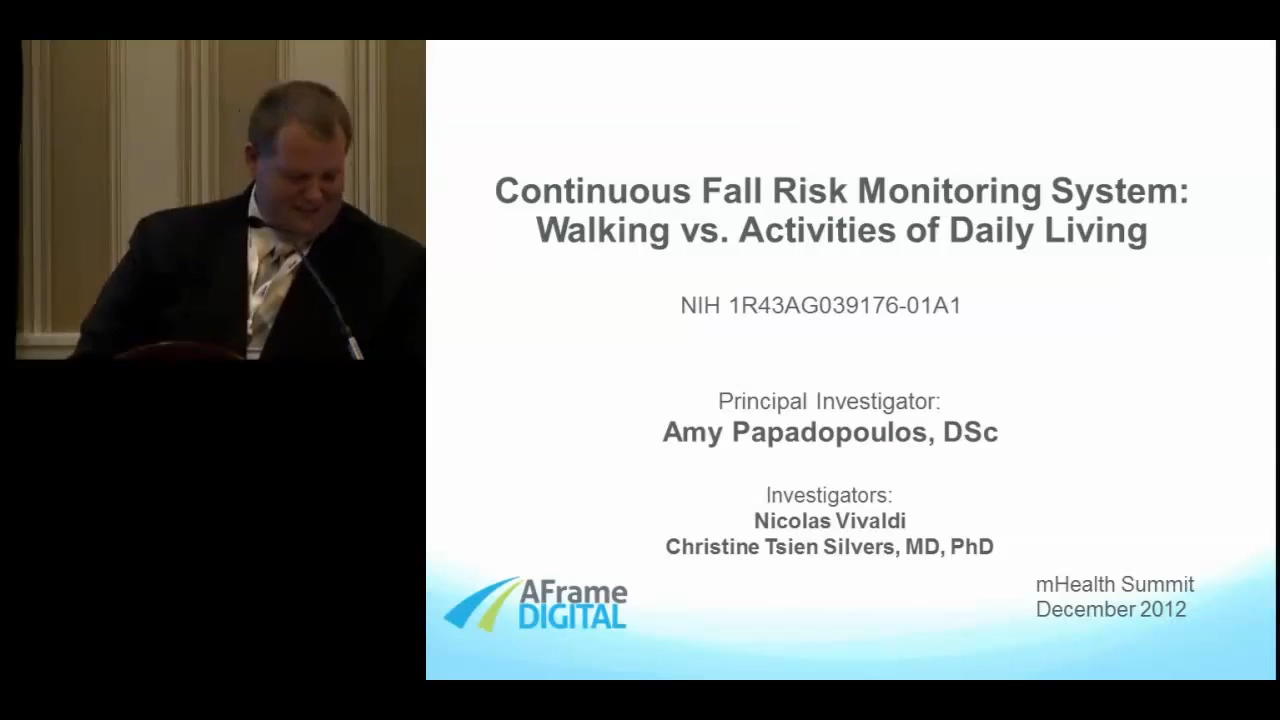 Continuous Fall Risk Monitoring System:
Walking vs. Activities of Daily Living
NIH 1R43AG039176-01A1
Principal Investigator:
Amy Papadopoulos, DSc
Investigators:
Nicolas Vivaldi
Christine Tsien Silvers, MD, PhD
AFrame
DIGITAL
mHealth Summit
December 2012